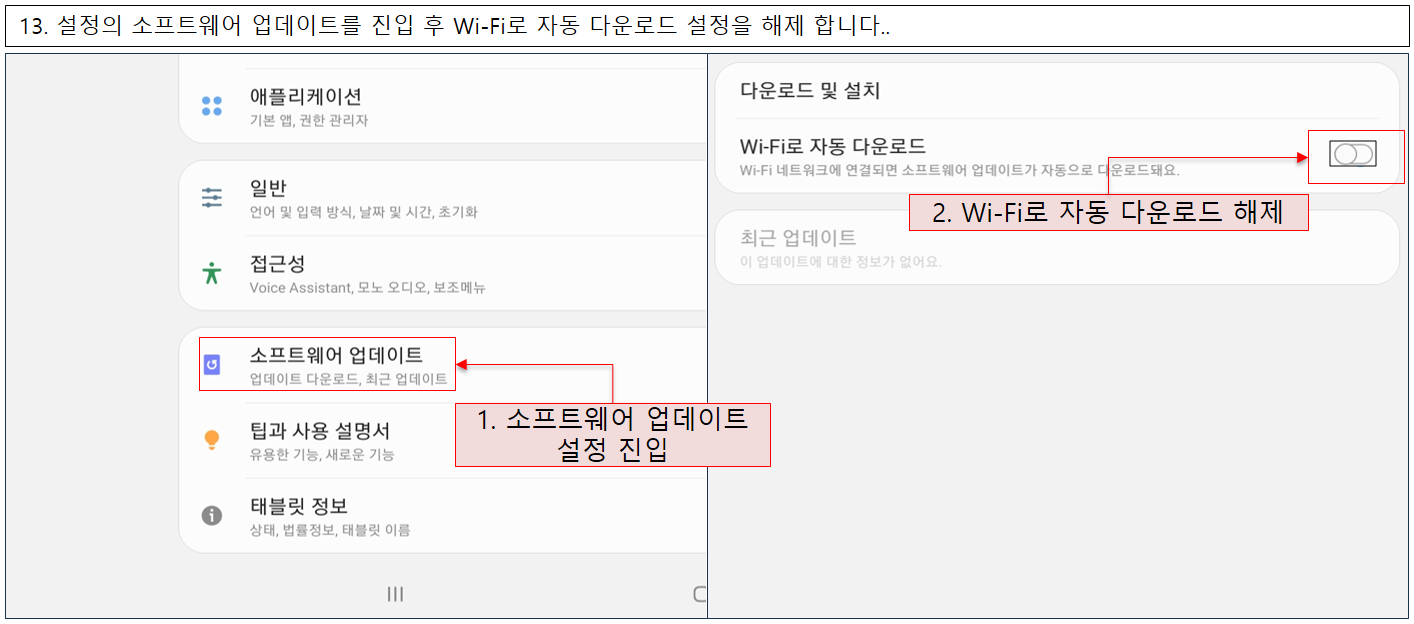 13. 설정의 소프트웨어 업데이트를 진입 후 Wi-Fi로 자동 다운로드 설정을 해제 합니다..
애플리케이션
기본 앱, 권한 관리자
일반
언어 및 입력 방식, 날짜 및 시간, 초기화
접근성
Voice Assistant, 모노 오디오, 보조메뉴
소프트웨어 업데이트
업데이트 다운로드, 최근 업데이트
1. 소프트웨어 업데이트
설정 진입
팁과 사용 설명서
유용한 기능, 새로운 기능
태블릿 정보
상태, 법률정보, 태블릿 이름
다운로드 및 설치
Wi-Fi로 자동 다운로드
Wi-Fi 네트워크에 연결되면 소프트웨어 업데이트가 자동으로 다운로드돼요.
2. Wi-Fi로 자동 다운로드 해제
최근 업데이트
이 업데이트에 대한 정보가 없어요.